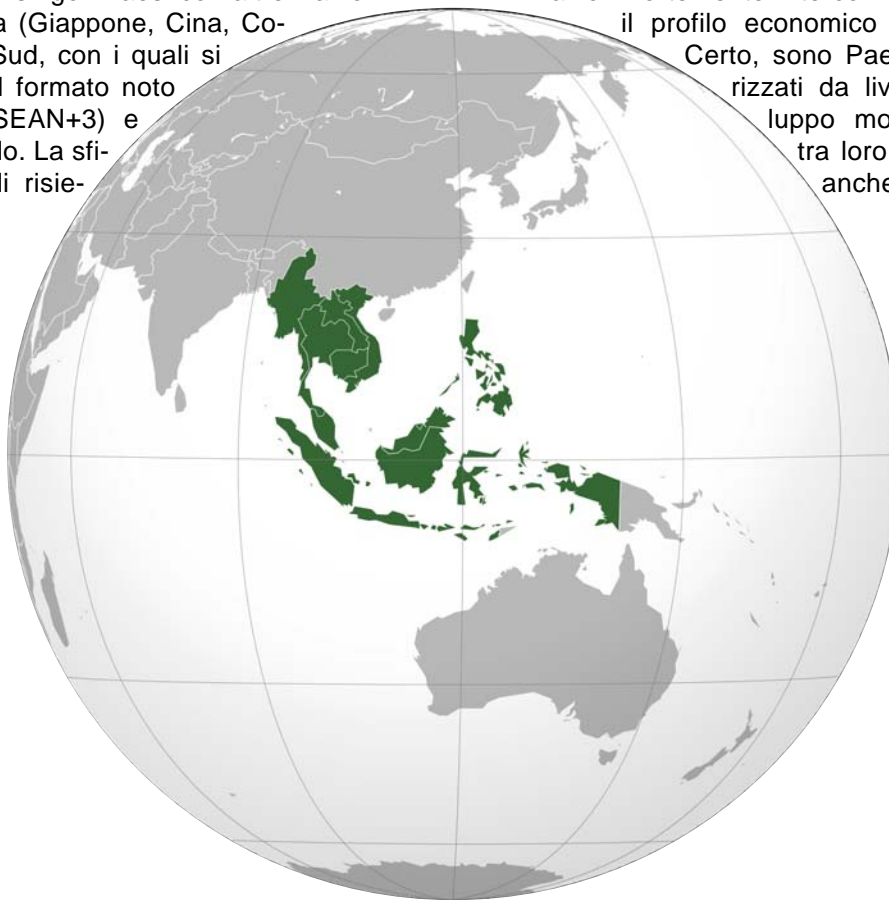 a (Giappone, Cina, Co-
Sud, con i quali si
l formato noto
SEAN+3) e
do. La sfi-
li risie-
il profilo economico
Certo, sono Pae
rizzati da liv
luppo mo
tra loro
anche